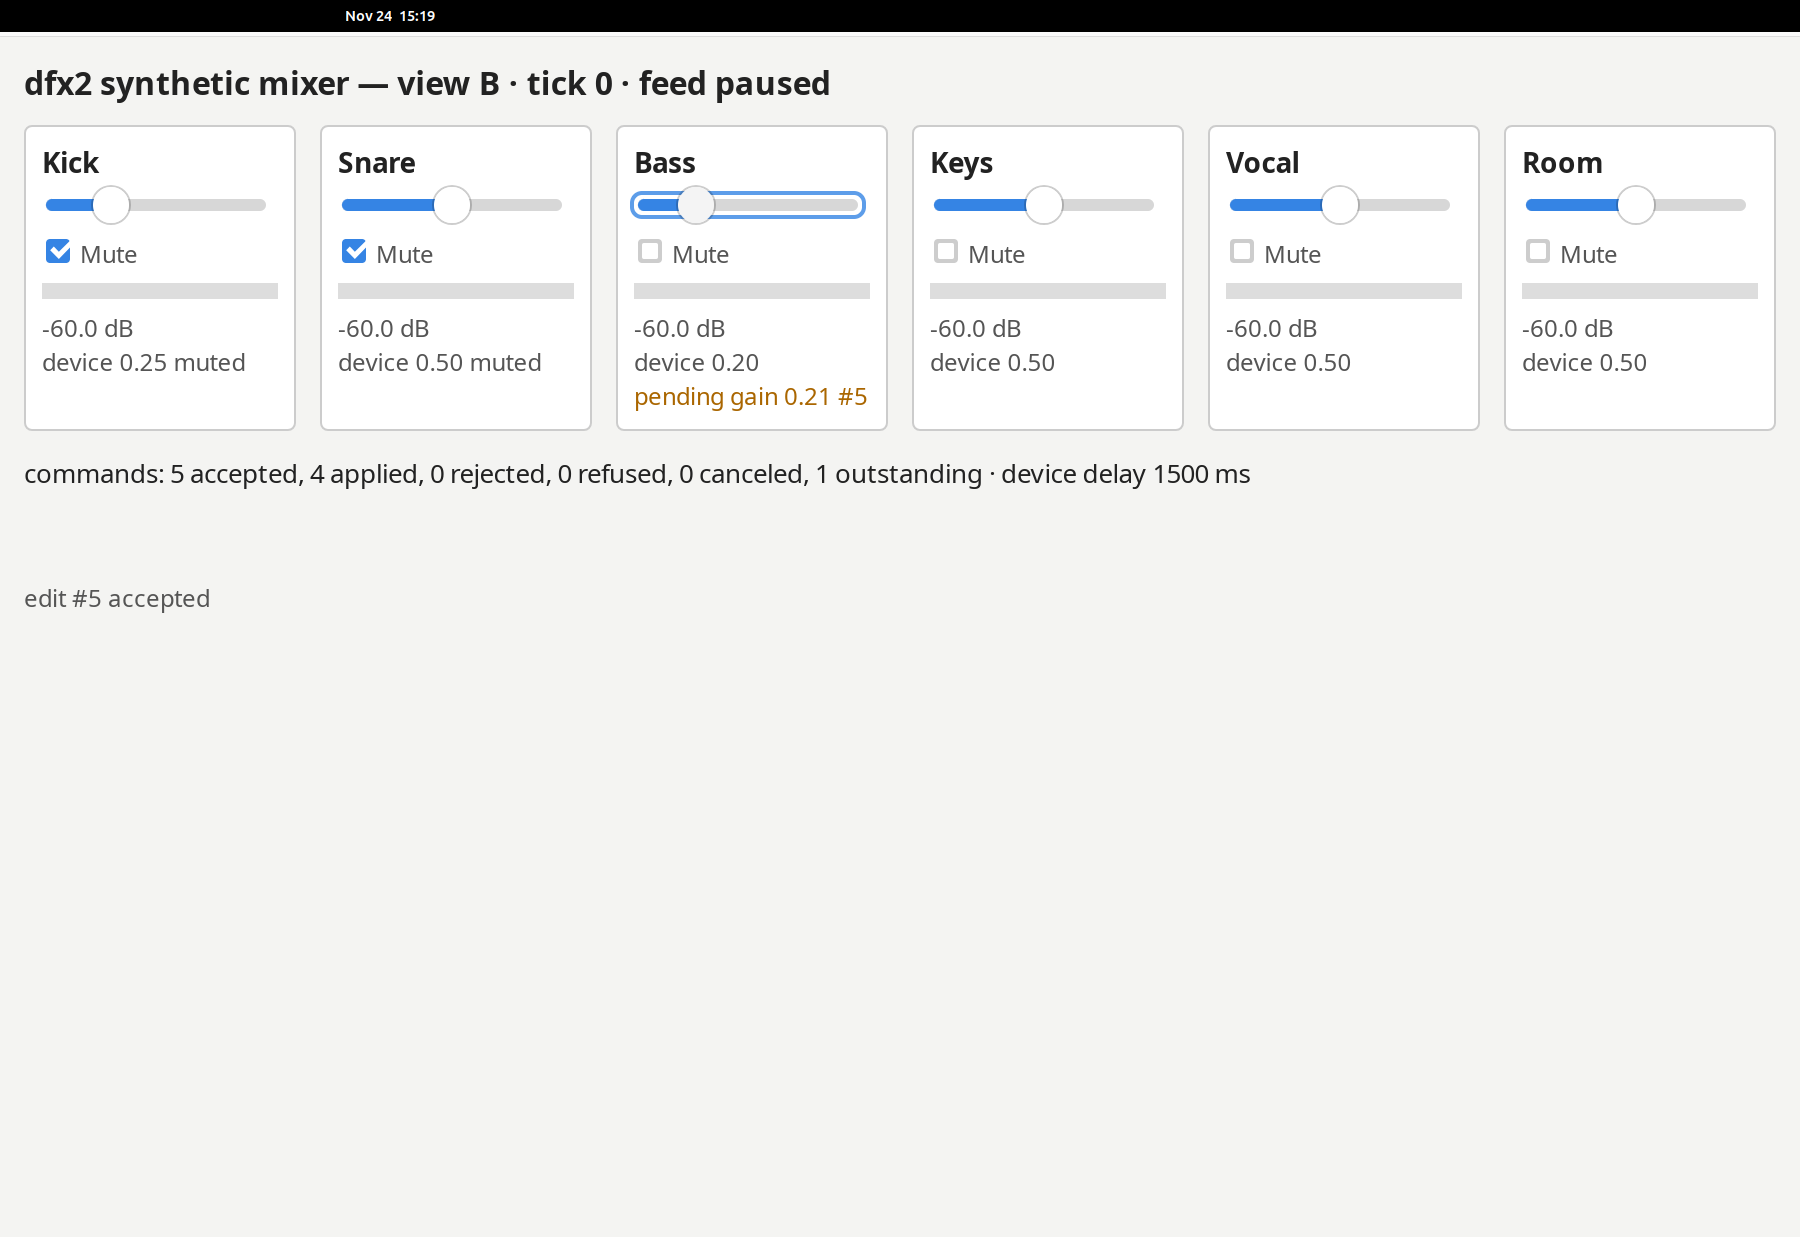 Nov 24 15:19
dfx2 synthetic mixer — view B · tick 0 · feed paused
Kick
Mute
-60.0 dB
device 0.25 muted
Snare
Mute
-60.0 dB
device 0.50 muted
Bass
Mute
-60.0 dB
device 0.20
pending gain 0.21 #5
Keys
Mute
-60.0 dB
device 0.50
Vocal
Mute
-60.0 dB
device 0.50
Room
Mute
-60.0 dB
device 0.50
commands: 5 accepted, 4 applied, 0 rejected, 0 refused, 0 canceled, 1 outstanding · device delay 1500 ms
edit #5 accepted